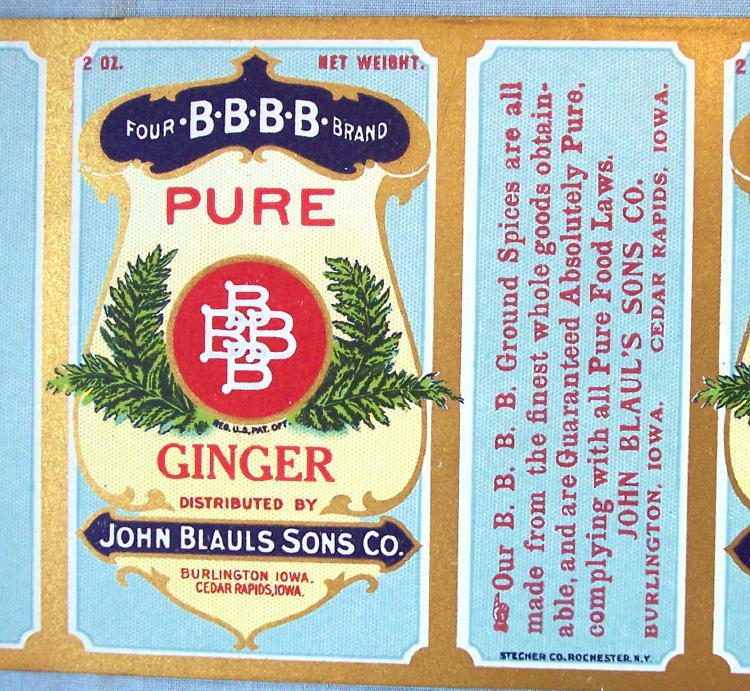 2 OZ. NET WEIGHT.
FOUR·B·B·B·B·BRAND
PURE
B
B B
B
REG. U.S. PAT. OFF.
GINGER
DISTRIBUTED BY
JOHN BLAULS SONS CO.
BURLINGTON IOWA.
CEDAR RAPIDS, IOWA.
Our B. B. B. B. Ground Spices are all
made from the finest whole goods obtain-
able, and are Guaranteed Absolutely Pure,
complying with all Pure Food Laws.
JOHN BLAUL'S SONS CO.
BURLINGTON, IOWA. CEDAR RAPIDS, IOWA.
STECHER CO. ROCHESTER, N.Y.
2